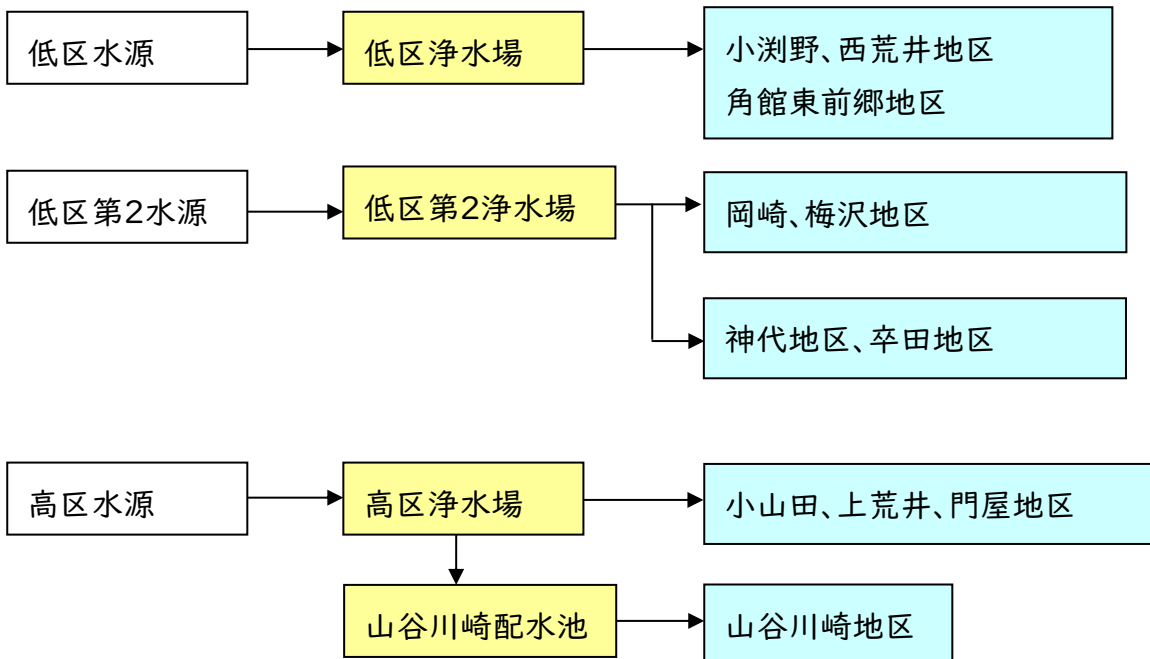 低区水源
低区浄水場
小渕野、西荒井地区
角館東前郷地区
低区第2水源
低区第2浄水場
岡崎、梅沢地区
神代地区、卒田地区
高区水源
高区浄水場
小山田、上荒井、門屋地区
山谷川崎配水池
山谷川崎地区